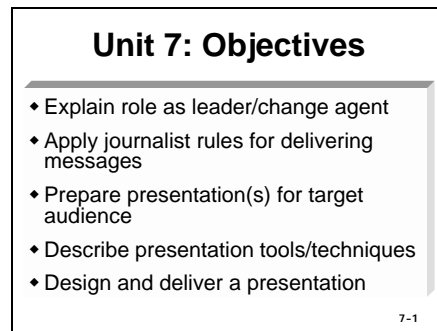 Unit 7: Objectives
◆ Explain role as leader/change agent
◆ Apply journalist rules for delivering
messages
◆ Prepare presentation(s) for target
audience
◆ Describe presentation tools/techniques
◆ Design and deliver a presentation
7-1